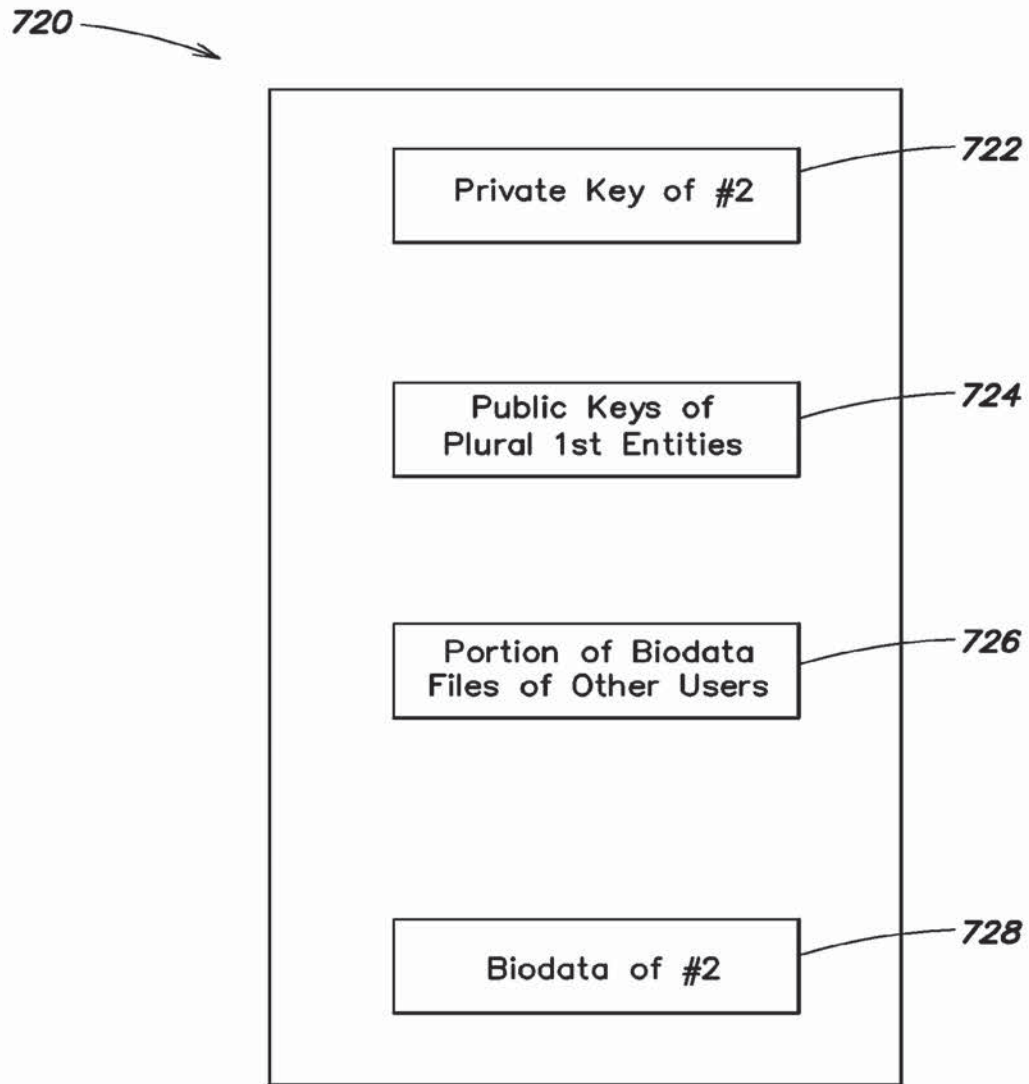 720
Private Key of #2
722
Public Keys of
Plural 1st Entities
724
Portion of Biodata
Files of Other Users
726
Biodata of #2
728